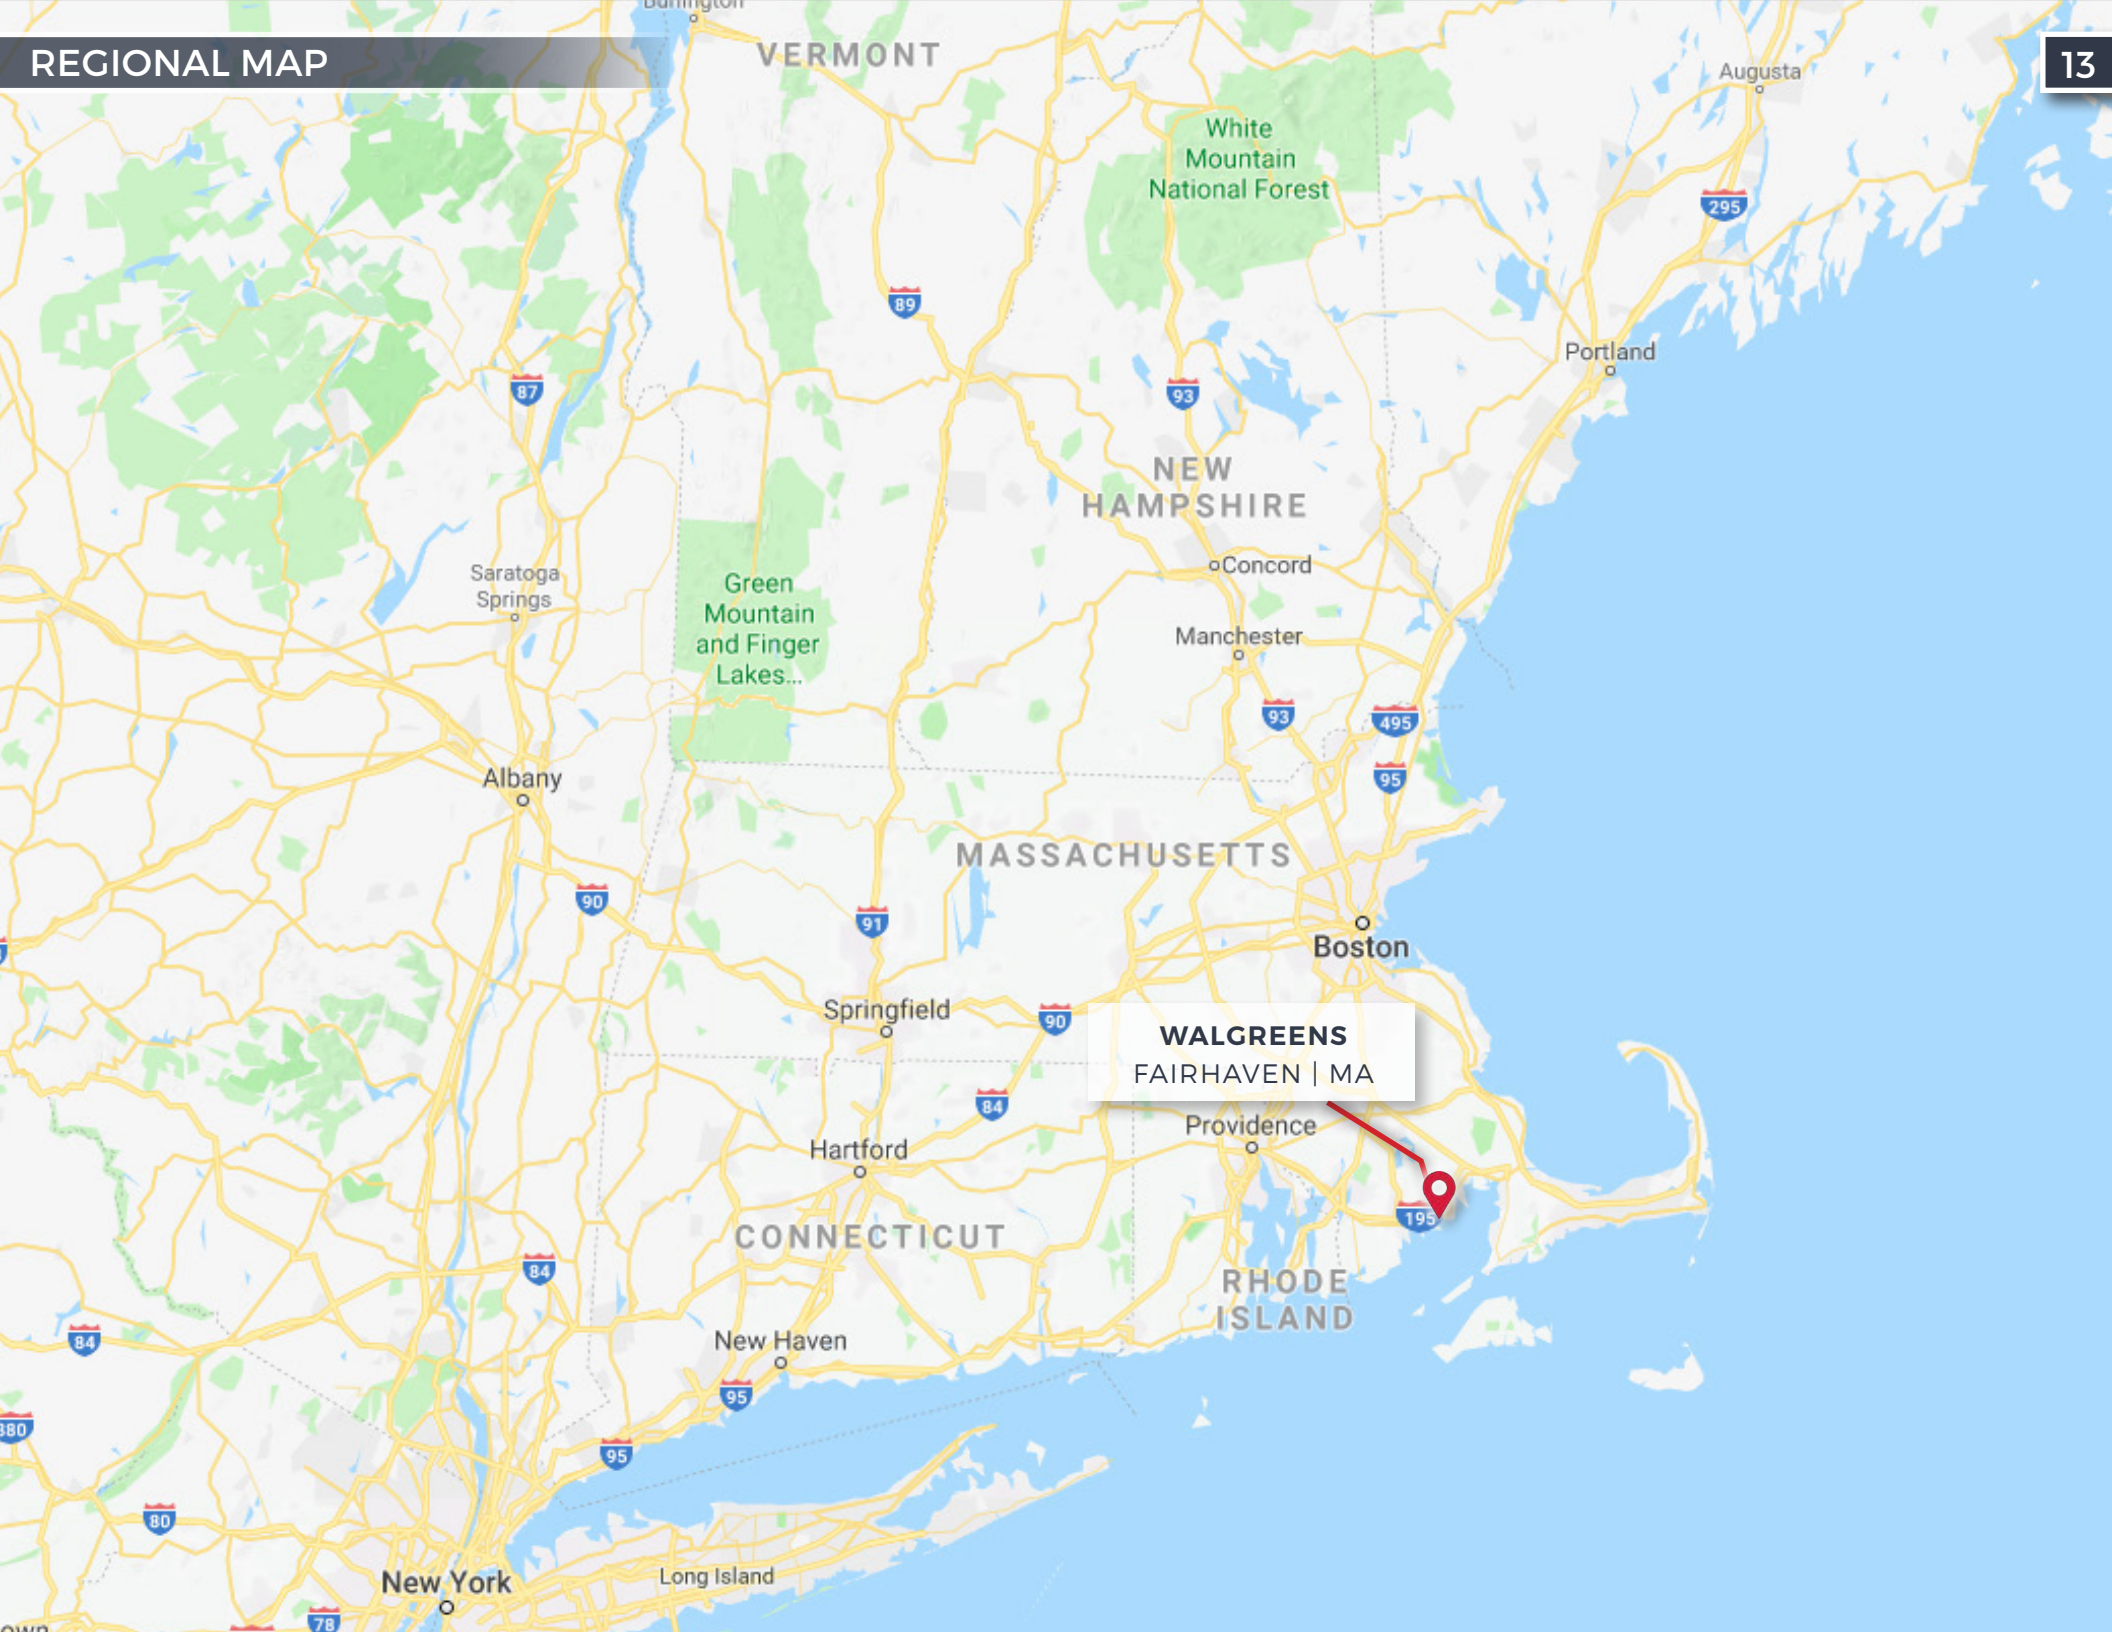 Burlington
REGIONAL MAP
VERMONT
13
Augusta
White
Mountain
National Forest
295
89
Portland
87
93
NEW
HAMPSHIRE
Concord
Saratoga
Springs
Green
Mountain
and Finger
Lakes...
Manchester
93
495
95
Albany
MASSACHUSETTS
90
91
Boston
Springfield
90
WALGREENS
FAIRHAVEN | MA
84
Providence
Hartford
195
CONNECTICUT
84
RHODE
ISLAND
84
New Haven
95
380
95
80
New York
Long Island
78